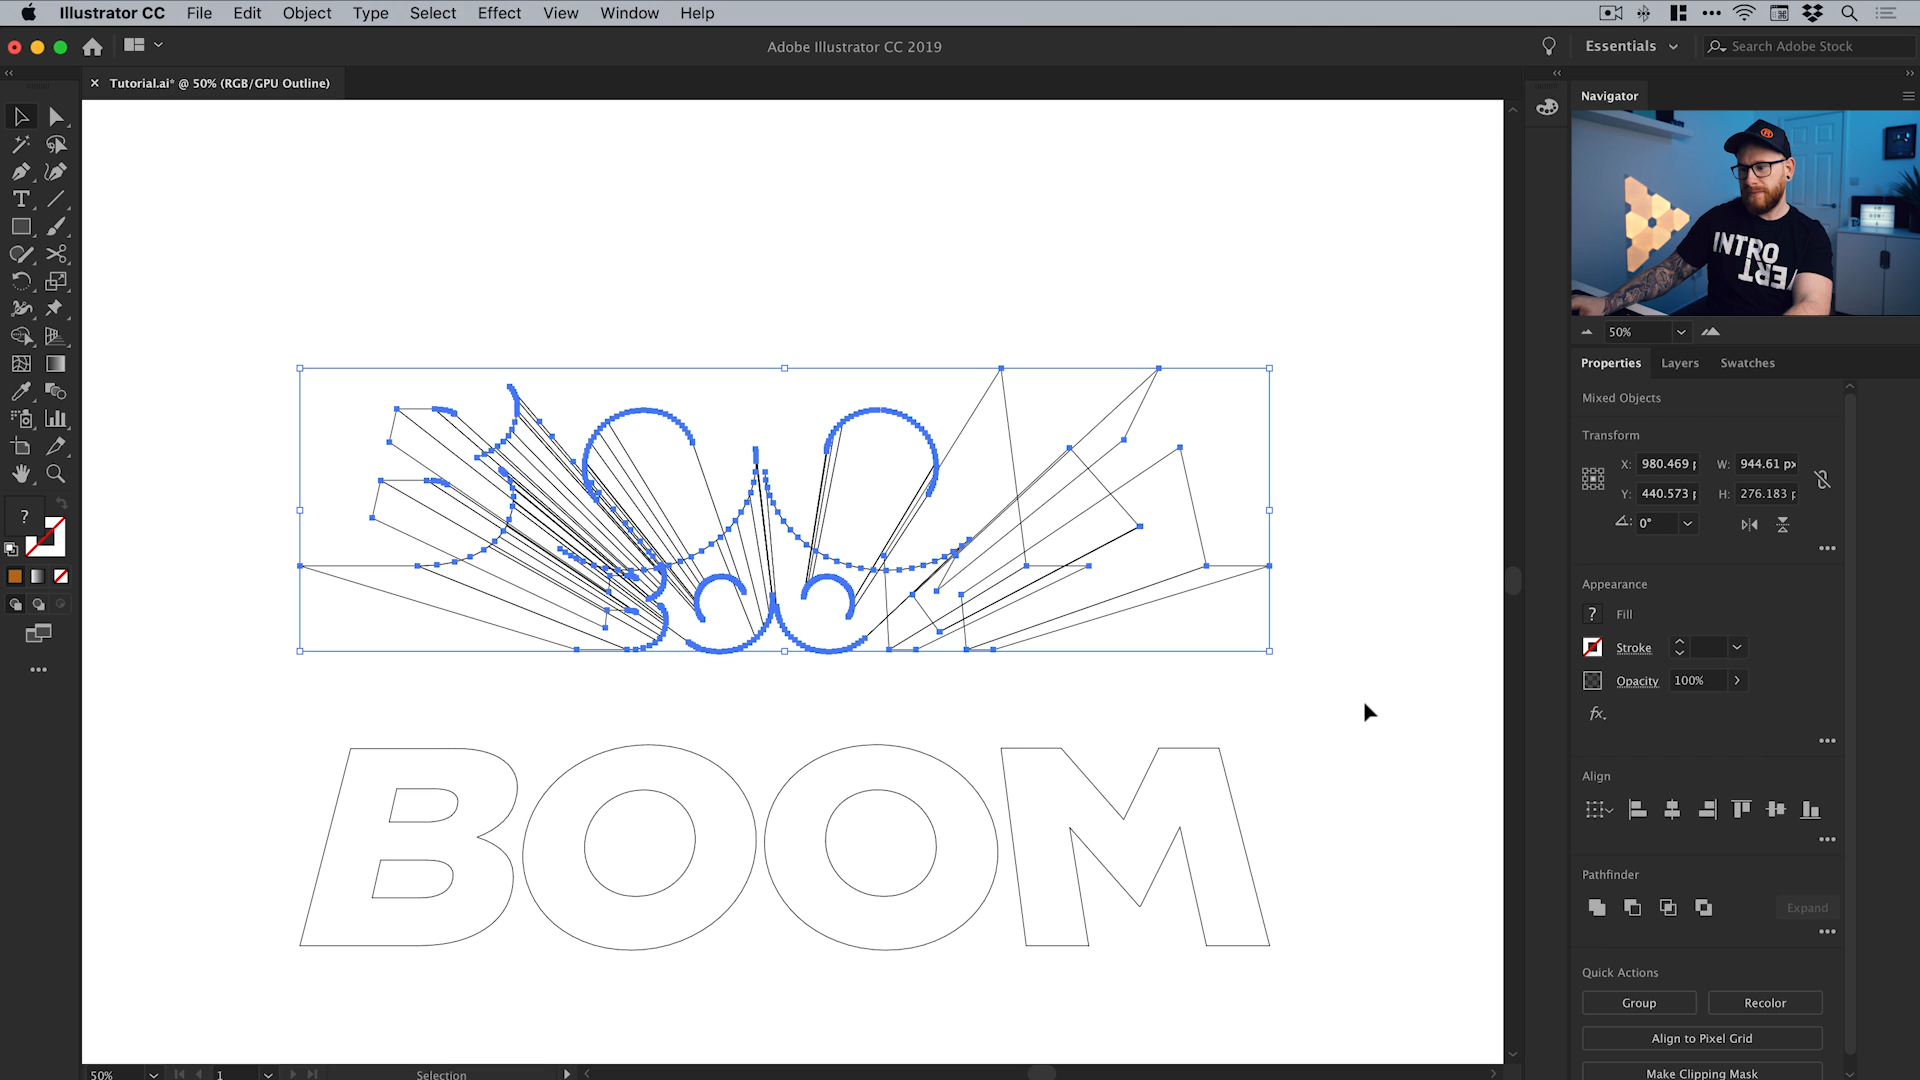 Illustrator CC File Edit Object Type Select Effect View Window Help
Adobe Illustrator CC 2019
Essentials
Search Adobe Stock
Tutorial.ai* @ 50% (RGB/GPU Outline)
Navigator
INTRO
VERT
50%
Properties Layers Swatches
Mixed Objects
Transform
X: 980.469 W: 944.61 px
Y: 440.573 H: 276.183
0°
Appearance
? Fill
Stroke
Opacity 100%
fx.
Align
Pathfinder
Expand
Quick Actions
Group Recolor
Align to Pixel Grid
Make Clipping Mask
BOOM
50% 1 Selection